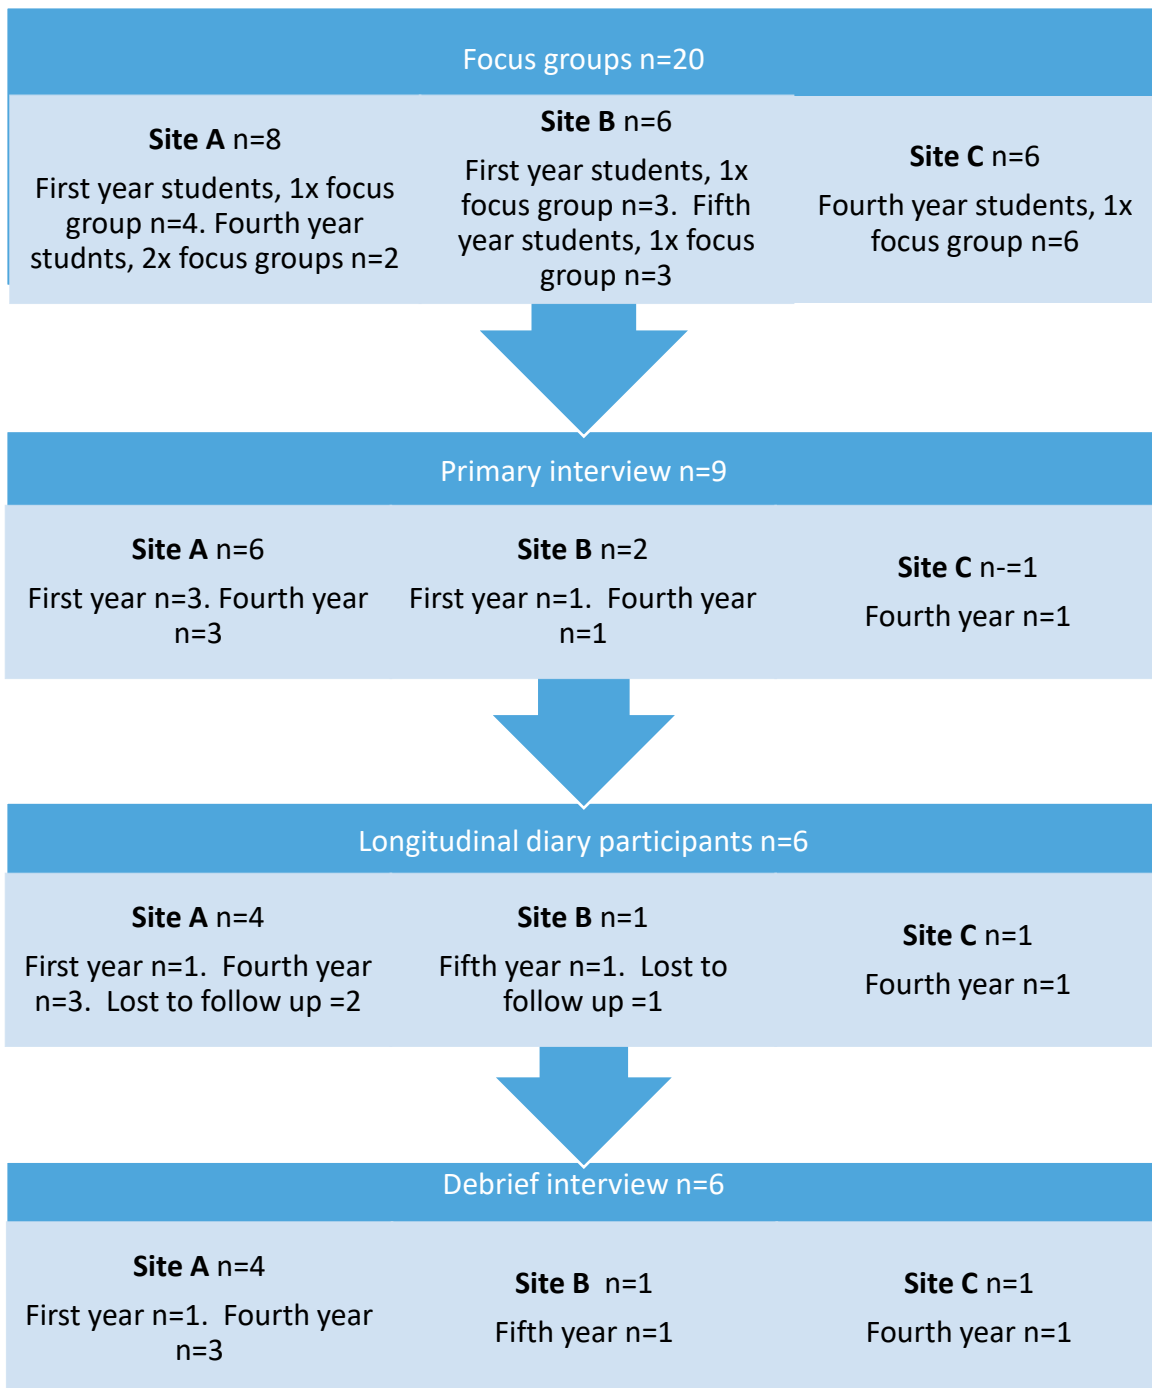 Focus groups n=20
Site A n=8
First year students, 1x focus
group n=4. Fourth year
studnts, 2x focus groups n=2
Site B n=6
First year students, 1x
focus group n=3.  Fifth
year students, 1x focus
group n=3
Site C n=6
Fourth year students, 1x
focus group n=6
Primary interview n=9
Site A n=6
First year n=3. Fourth year
n=3
Site B n=2
First year n=1.  Fourth year
n=1
Site C n-=1
Fourth year n=1
Longitudinal diary participants n=6
Site A n=4
First year n=1.  Fourth year
n=3.  Lost to follow up =2
Site B n=1
Fifth year n=1.  Lost to
follow up =1
Site C n=1
Fourth year n=1
Debrief interview n=6
Site A n=4
First year n=1.  Fourth year
n=3
Site B  n=1
Fifth year n=1
Site C n=1
Fourth year n=1